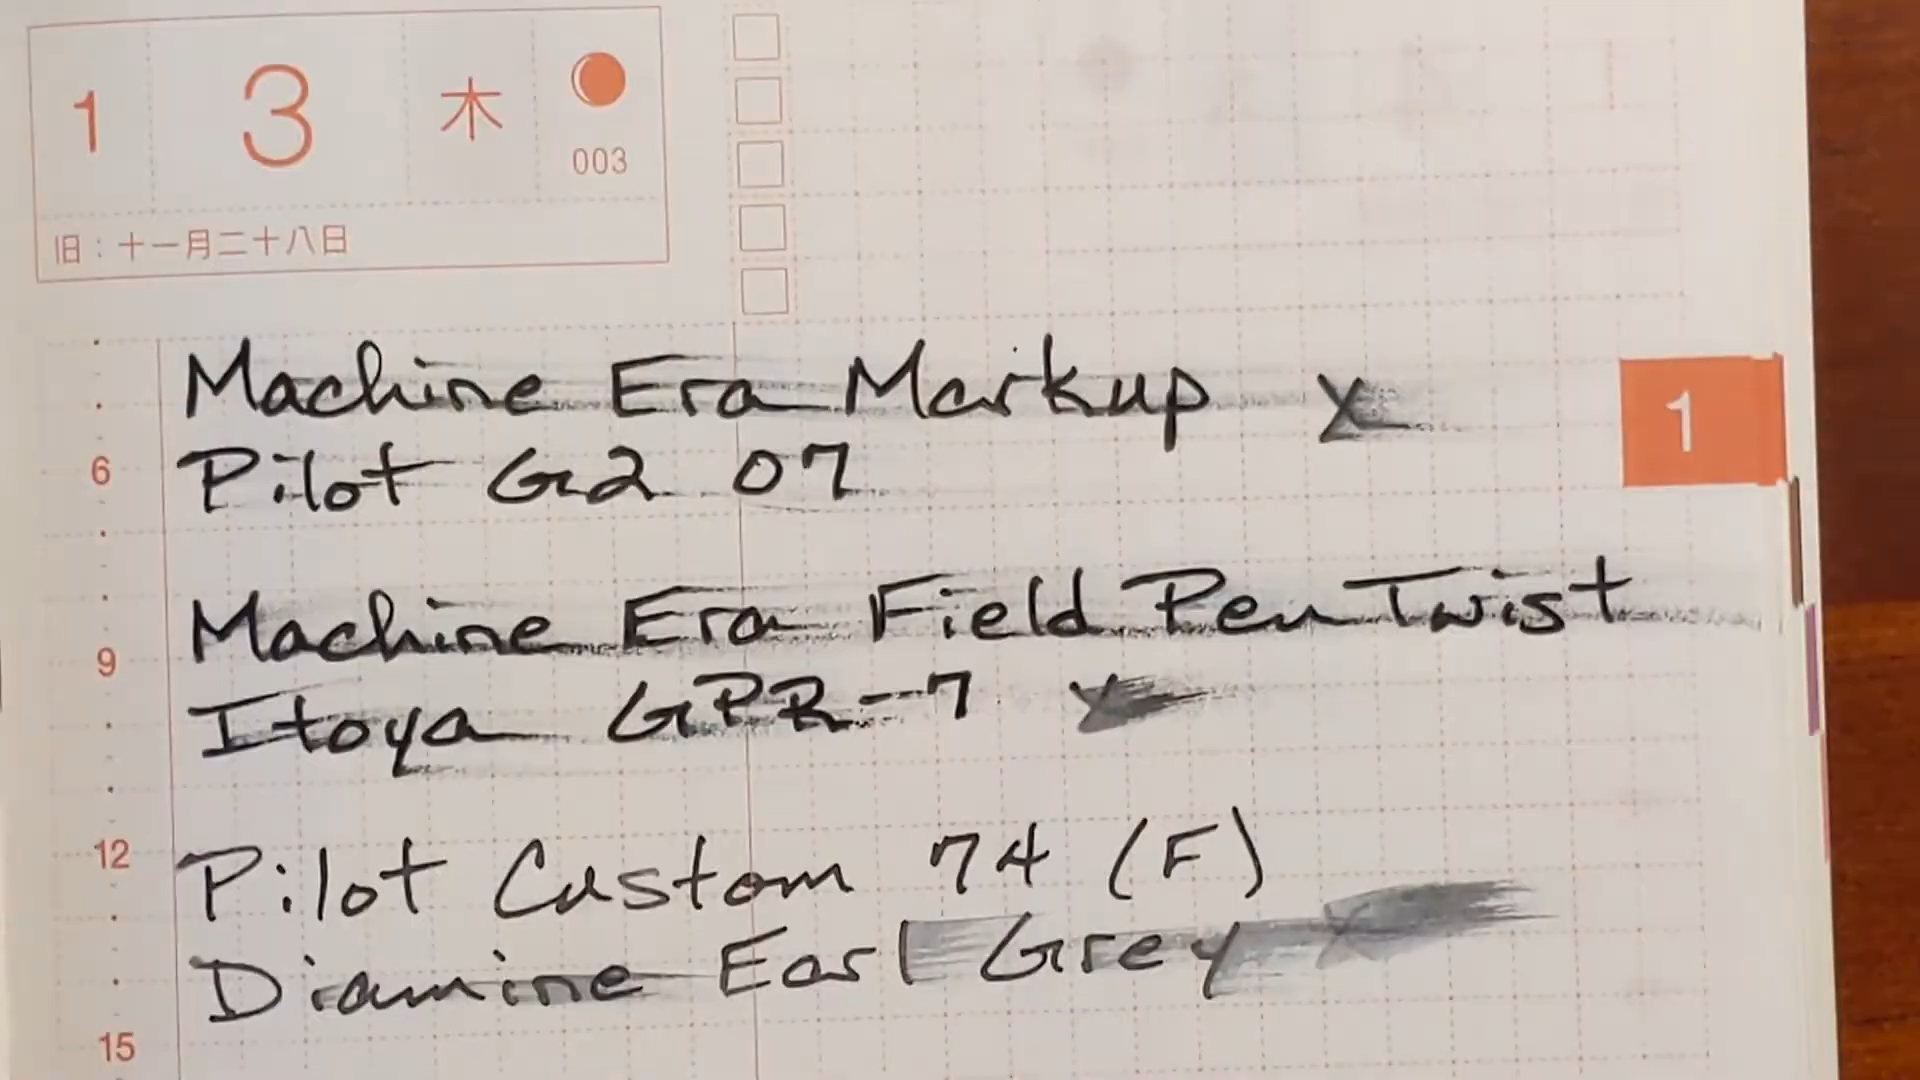 1 3 木
003
旧：十一月二十八日
Machine Era Markup X
6 Pilot G2 07
1
Machine Era Field Pen Twist
9
Itoya GPR-7 X
12
Pilot Custom 74 (F)
Diamine Earl Grey X
15